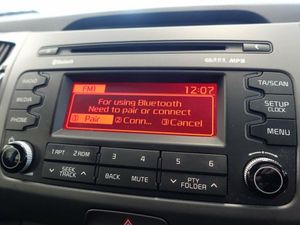 Bluetooth
MP3
RADIO
MEDIA
PHONE
FM1 12:07
For using Bluetooth
Need to pair or connect
① Pair ② Conn... ③ Cancel
TA/SCAN
SETUP
CLOCK
MENU
1 RPT 2 RDM 3 4 5 6
SEEK
TRACK
PTY
FOLDER